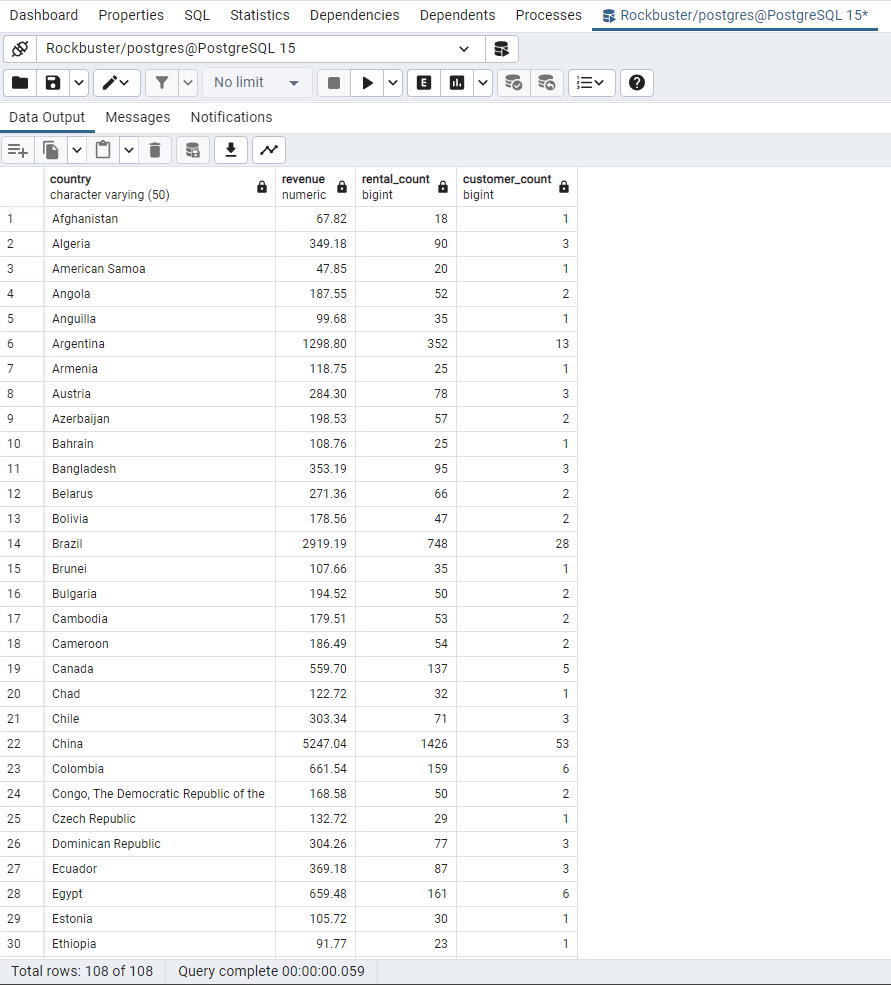 Dashboard Properties SQL Statistics Dependencies Dependents Processes Rockbuster/postgres@PostgreSQL 15*
Rockbuster/postgres@PostgreSQL 15
No limit E
Data Output Messages Notifications
country revenue rental_count customer_count
character varying (50) numeric bigint bigint
1 Afghanistan 67.82 18 1
2 Algeria 349.18 90 3
3 American Samoa 47.85 20 1
4 Angola 187.55 52 2
5 Anguilla 99.68 35 1
6 Argentina 1298.80 352 13
7 Armenia 118.75 25 1
8 Austria 284.30 78 3
9 Azerbaijan 198.53 57 2
10 Bahrain 108.76 25 1
11 Bangladesh 353.19 95 3
12 Belarus 271.36 66 2
13 Bolivia 178.56 47 2
14 Brazil 2919.19 748 28
15 Brunei 107.66 35 1
16 Bulgaria 194.52 50 2
17 Cambodia 179.51 53 2
18 Cameroon 186.49 54 2
19 Canada 559.70 137 5
20 Chad 122.72 32 1
21 Chile 303.34 71 3
22 China 5247.04 1426 53
23 Colombia 661.54 159 6
24 Congo, The Democratic Republic of the 168.58 50 2
25 Czech Republic 132.72 29 1
26 Dominican Republic 304.26 77 3
27 Ecuador 369.18 87 3
28 Egypt 659.48 161 6
29 Estonia 105.72 30 1
30 Ethiopia 91.77 23 1
Total rows: 108 of 108 Query complete 00:00:00.059